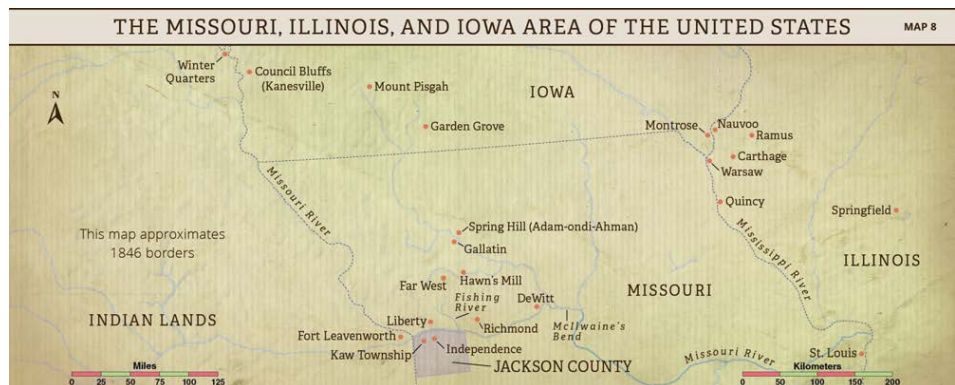 THE MISSOURI, ILLINOIS, AND IOWA AREA OF THE UNITED STATES
MAP 8
Winter
Quarters
Council Bluffs
(Kanesville)
Mount Pisgah
IOWA
N
Garden Grove
Montrose
Nauvoo
Ramus
Carthage
Warsaw
Missouri River
Quincy
Springfield
This map approximates
1846 borders
Spring Hill (Adam-ondi-Ahman)
Gallatin
Mississippi River
ILLINOIS
Far West
Hawn's Mill
MISSOURI
Fishing
River
DeWitt
INDIAN LANDS
Liberty
Richmond
McIlwaine's
Bend
Fort Leavenworth
Kaw Township
Independence
Missouri River
St. Louis
JACKSON COUNTY
Miles
0 25 50 75 100 125
Kilometers
0 50 100 150 200